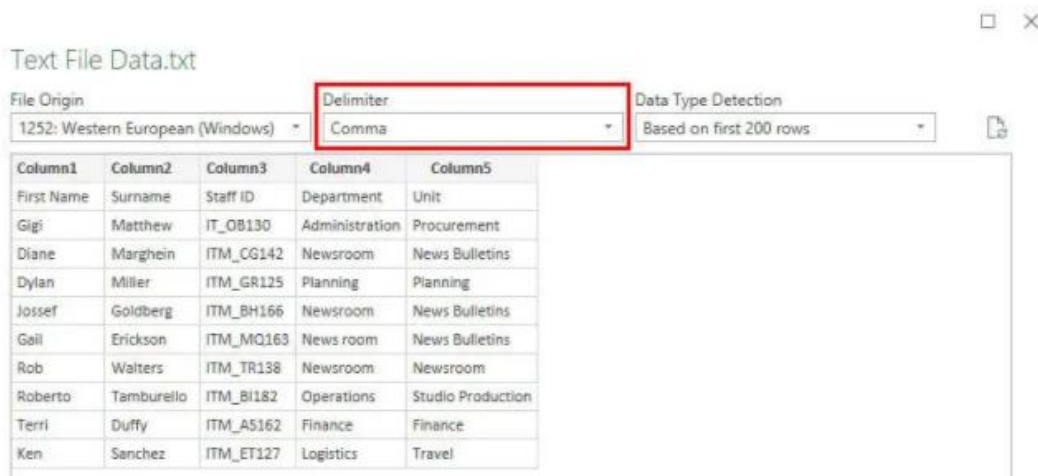 Text File Data.txt
File Origin Delimiter Data Type Detection
1252: Western European (Windows) Comma Based on first 200 rows
Column1 Column2 Column3 Column4 Column5
First Name Surname Staff ID Department Unit
Gigi Matthew IT_OB130 Administration Procurement
Diane Marghein ITM_CG142 Newsroom News Bulletins
Dylan Miller ITM_GR125 Planning Planning
Jossef Goldberg ITM_BH166 Newsroom News Bulletins
Gail Erickson ITM_MQ163 News room News Bulletins
Rob Walters ITM_TR138 Newsroom Newsroom
Roberto Tamburello ITM_BI182 Operations Studio Production
Terri Duffy ITM_AS162 Finance Finance
Ken Sanchez ITM_ET127 Logistics Travel